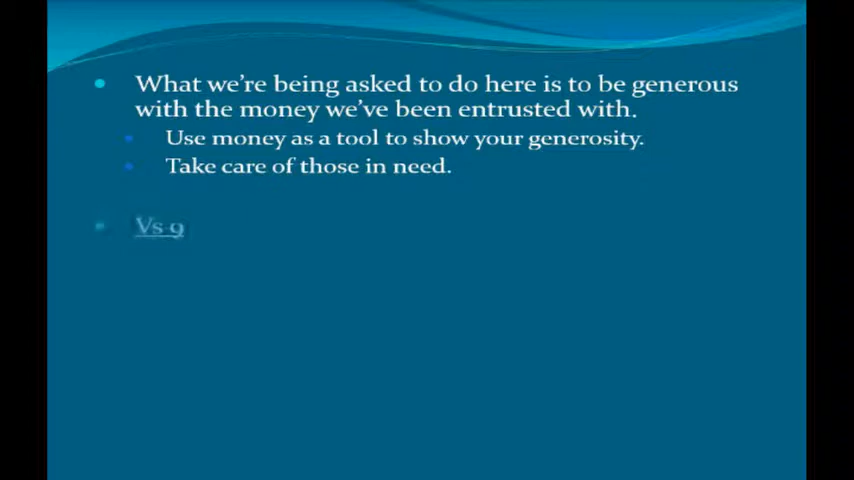 What we're being asked to do here is to be generous
with the money we've been entrusted with.
Use money as a tool to show your generosity.
Take care of those in need.
Vs-9